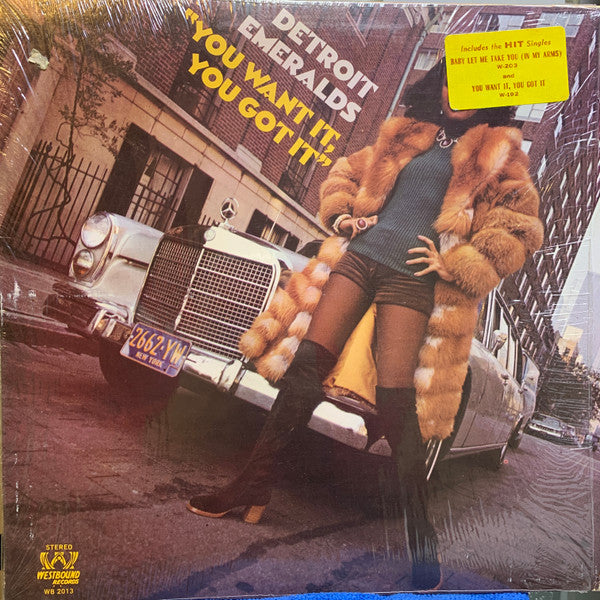 DETROIT
EMERALDS
"YOU WANT IT,
YOU GOT IT"
Includes the HIT Singles
BABY LET ME TAKE YOU (IN MY ARMS)
W-203
and
YOU WANT IT, YOU GOT IT
W-192
2662-YW
NEW YORK
STEREO
WESTBOUND
RECORDS
WB 2013